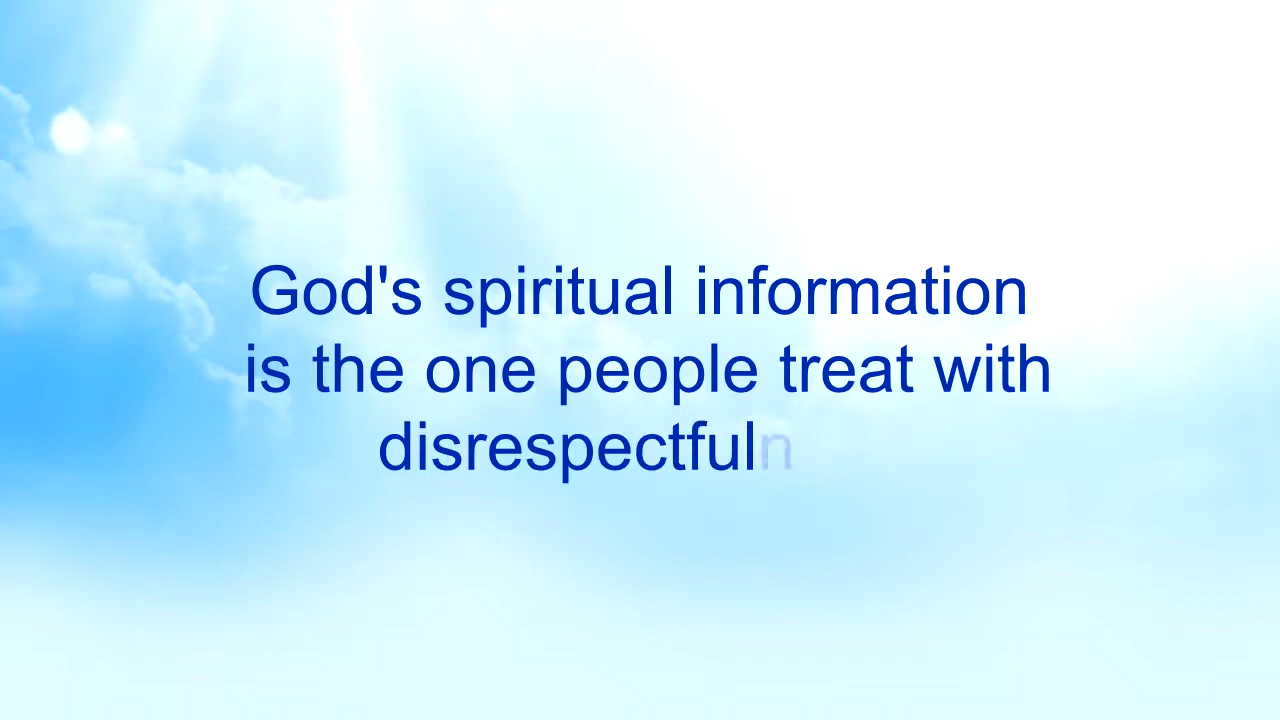 God's spiritual information
is the one people treat with
disrespectfuln